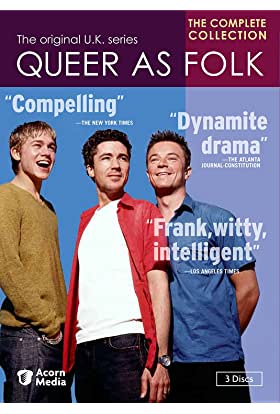 THE COMPLETE
COLLECTION
The original U.K. series
QUEER AS FOLK
“Compelling”
—THE NEW YORK TIMES
“Dynamite
drama”
—THE ATLANTA
JOURNAL-CONSTITUTION
“Frank, witty,
intelligent”
—LOS ANGELES TIMES
Acorn
Media
3 Discs